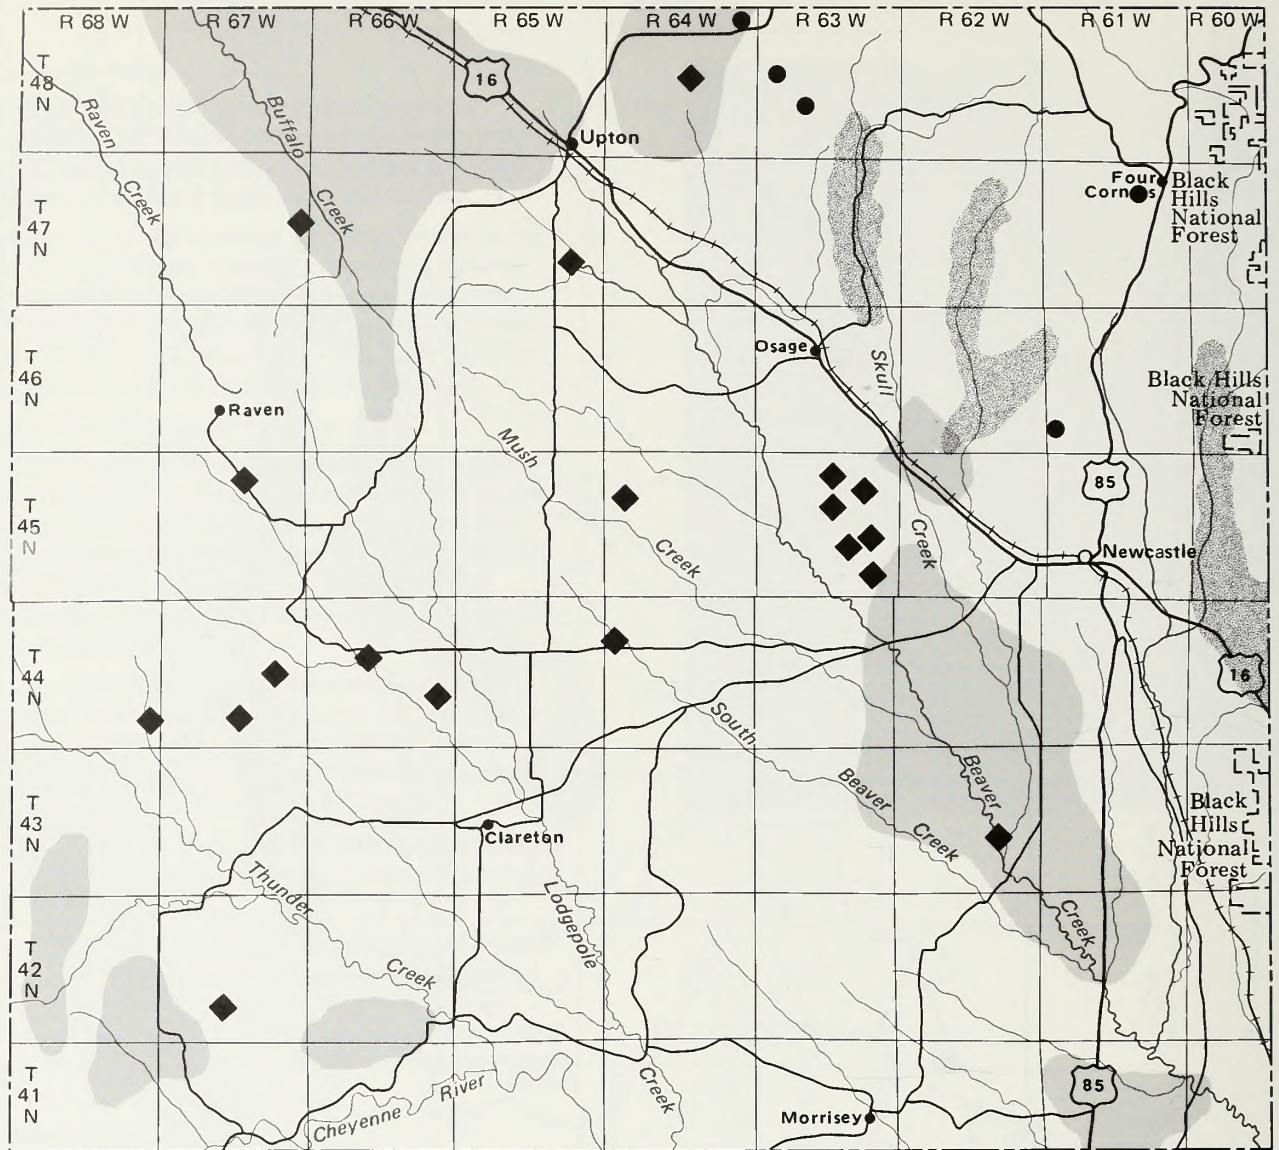 R 68 W
R 67 W
R 66 W
R 65 W
R 64 W
R 63 W
R 62 W
R 61 W
R 60 W
T
48
N
Raven
Creek
Buffalo
Creek
16
Upton
Four
Corners
Black
Hills
National
Forest
T
47
N
Osage
Skull
Creek
T
46
N
Raven
Mush
Creek
Black Hills
National
Forest
85
T
45
N
Newcastle
T
44
N
16
South
Beaver
Creek
Beaver
Creek
T
43
N
Clareton
Black
Hills
National
Forest
Thunder
Creek
Lodgepole
Creek
T
42
N
T
41
N
Cheyenne
River
Morrisey
85